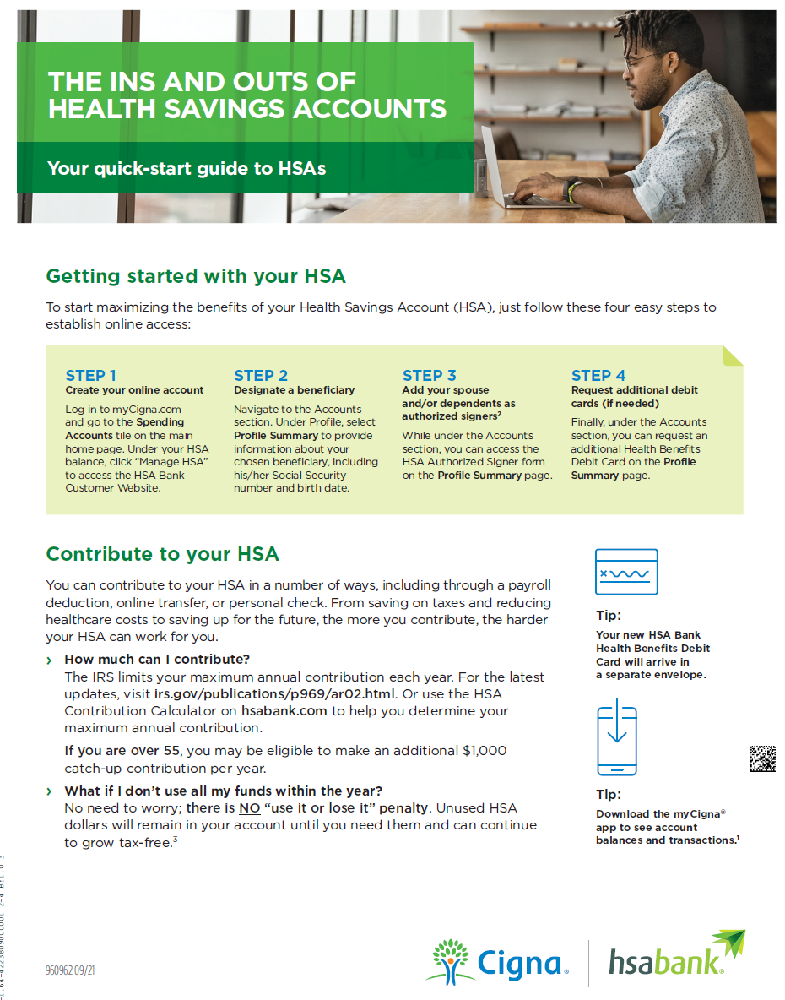 THE INS AND OUTS OF
HEALTH SAVINGS ACCOUNTS
Your quick-start guide to HSAs
Getting started with your HSA
To start maximizing the benefits of your Health Savings Account (HSA), just follow these four easy steps to
establish online access:
STEP 1
Create your online account
Log in to myCigna.com
and go to the Spending
Accounts tile on the main
home page. Under your HSA
balance, click “Manage HSA”
to access the HSA Bank
Customer Website.
STEP 2
Designate a beneficiary
Navigate to the Accounts
section. Under Profile, select
Profile Summary to provide
information about your
chosen beneficiary, including
his/her Social Security
number and birth date.
STEP 3
Add your spouse
and/or dependents as
authorized signers²
While under the Accounts
section, you can access the
HSA Authorized Signer form
on the Profile Summary page.
STEP 4
Request additional debit
cards (if needed)
Finally, under the Accounts
section, you can request an
additional Health Benefits
Debit Card on the Profile
Summary page.
Contribute to your HSA
You can contribute to your HSA in a number of ways, including through a payroll
deduction, online transfer, or personal check. From saving on taxes and reducing
healthcare costs to saving up for the future, the more you contribute, the harder
your HSA can work for you.
› How much can I contribute?
The IRS limits your maximum annual contribution each year. For the latest
updates, visit irs.gov/publications/p969/ar02.html. Or use the HSA
Contribution Calculator on hsabank.com to help you determine your
maximum annual contribution.
If you are over 55, you may be eligible to make an additional $1,000
catch-up contribution per year.
› What if I don’t use all my funds within the year?
No need to worry; there is NO “use it or lose it” penalty. Unused HSA
dollars will remain in your account until you need them and can continue
to grow tax-free.³
Tip:
Your new HSA Bank
Health Benefits Debit
Card will arrive in
a separate envelope.
Tip:
Download the myCigna®
app to see account
balances and transactions.¹
960962 09/21
Cigna®
hsabank®